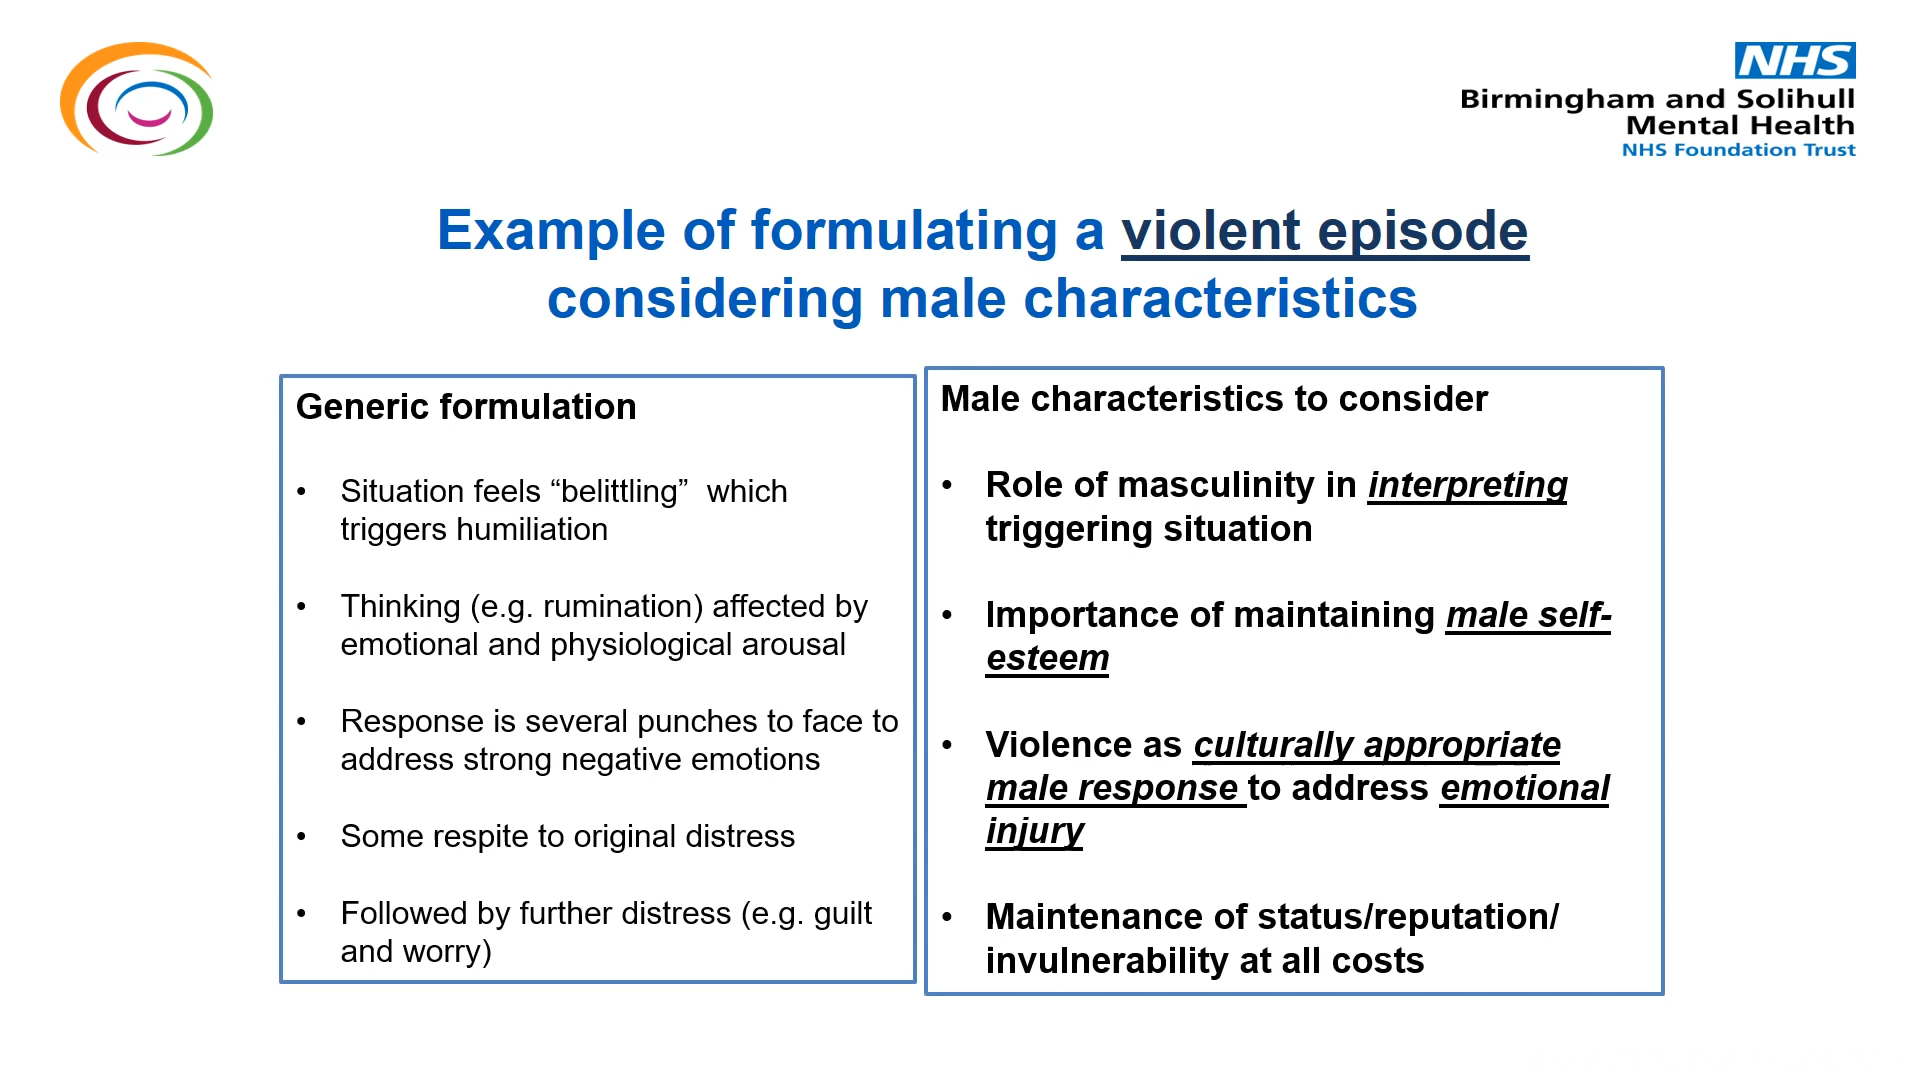 NHS
Birmingham and Solihull
Mental Health
NHS Foundation Trust
Example of formulating a violent episode
considering male characteristics
Generic formulation
• Situation feels “belittling”  which
triggers humiliation
• Thinking (e.g. rumination) affected by
emotional and physiological arousal
• Response is several punches to face to
address strong negative emotions
• Some respite to original distress
• Followed by further distress (e.g. guilt
and worry)
Male characteristics to consider
• Role of masculinity in interpreting
triggering situation
• Importance of maintaining male self-
esteem
• Violence as culturally appropriate
male response to address emotional
injury
• Maintenance of status/reputation/
invulnerability at all costs